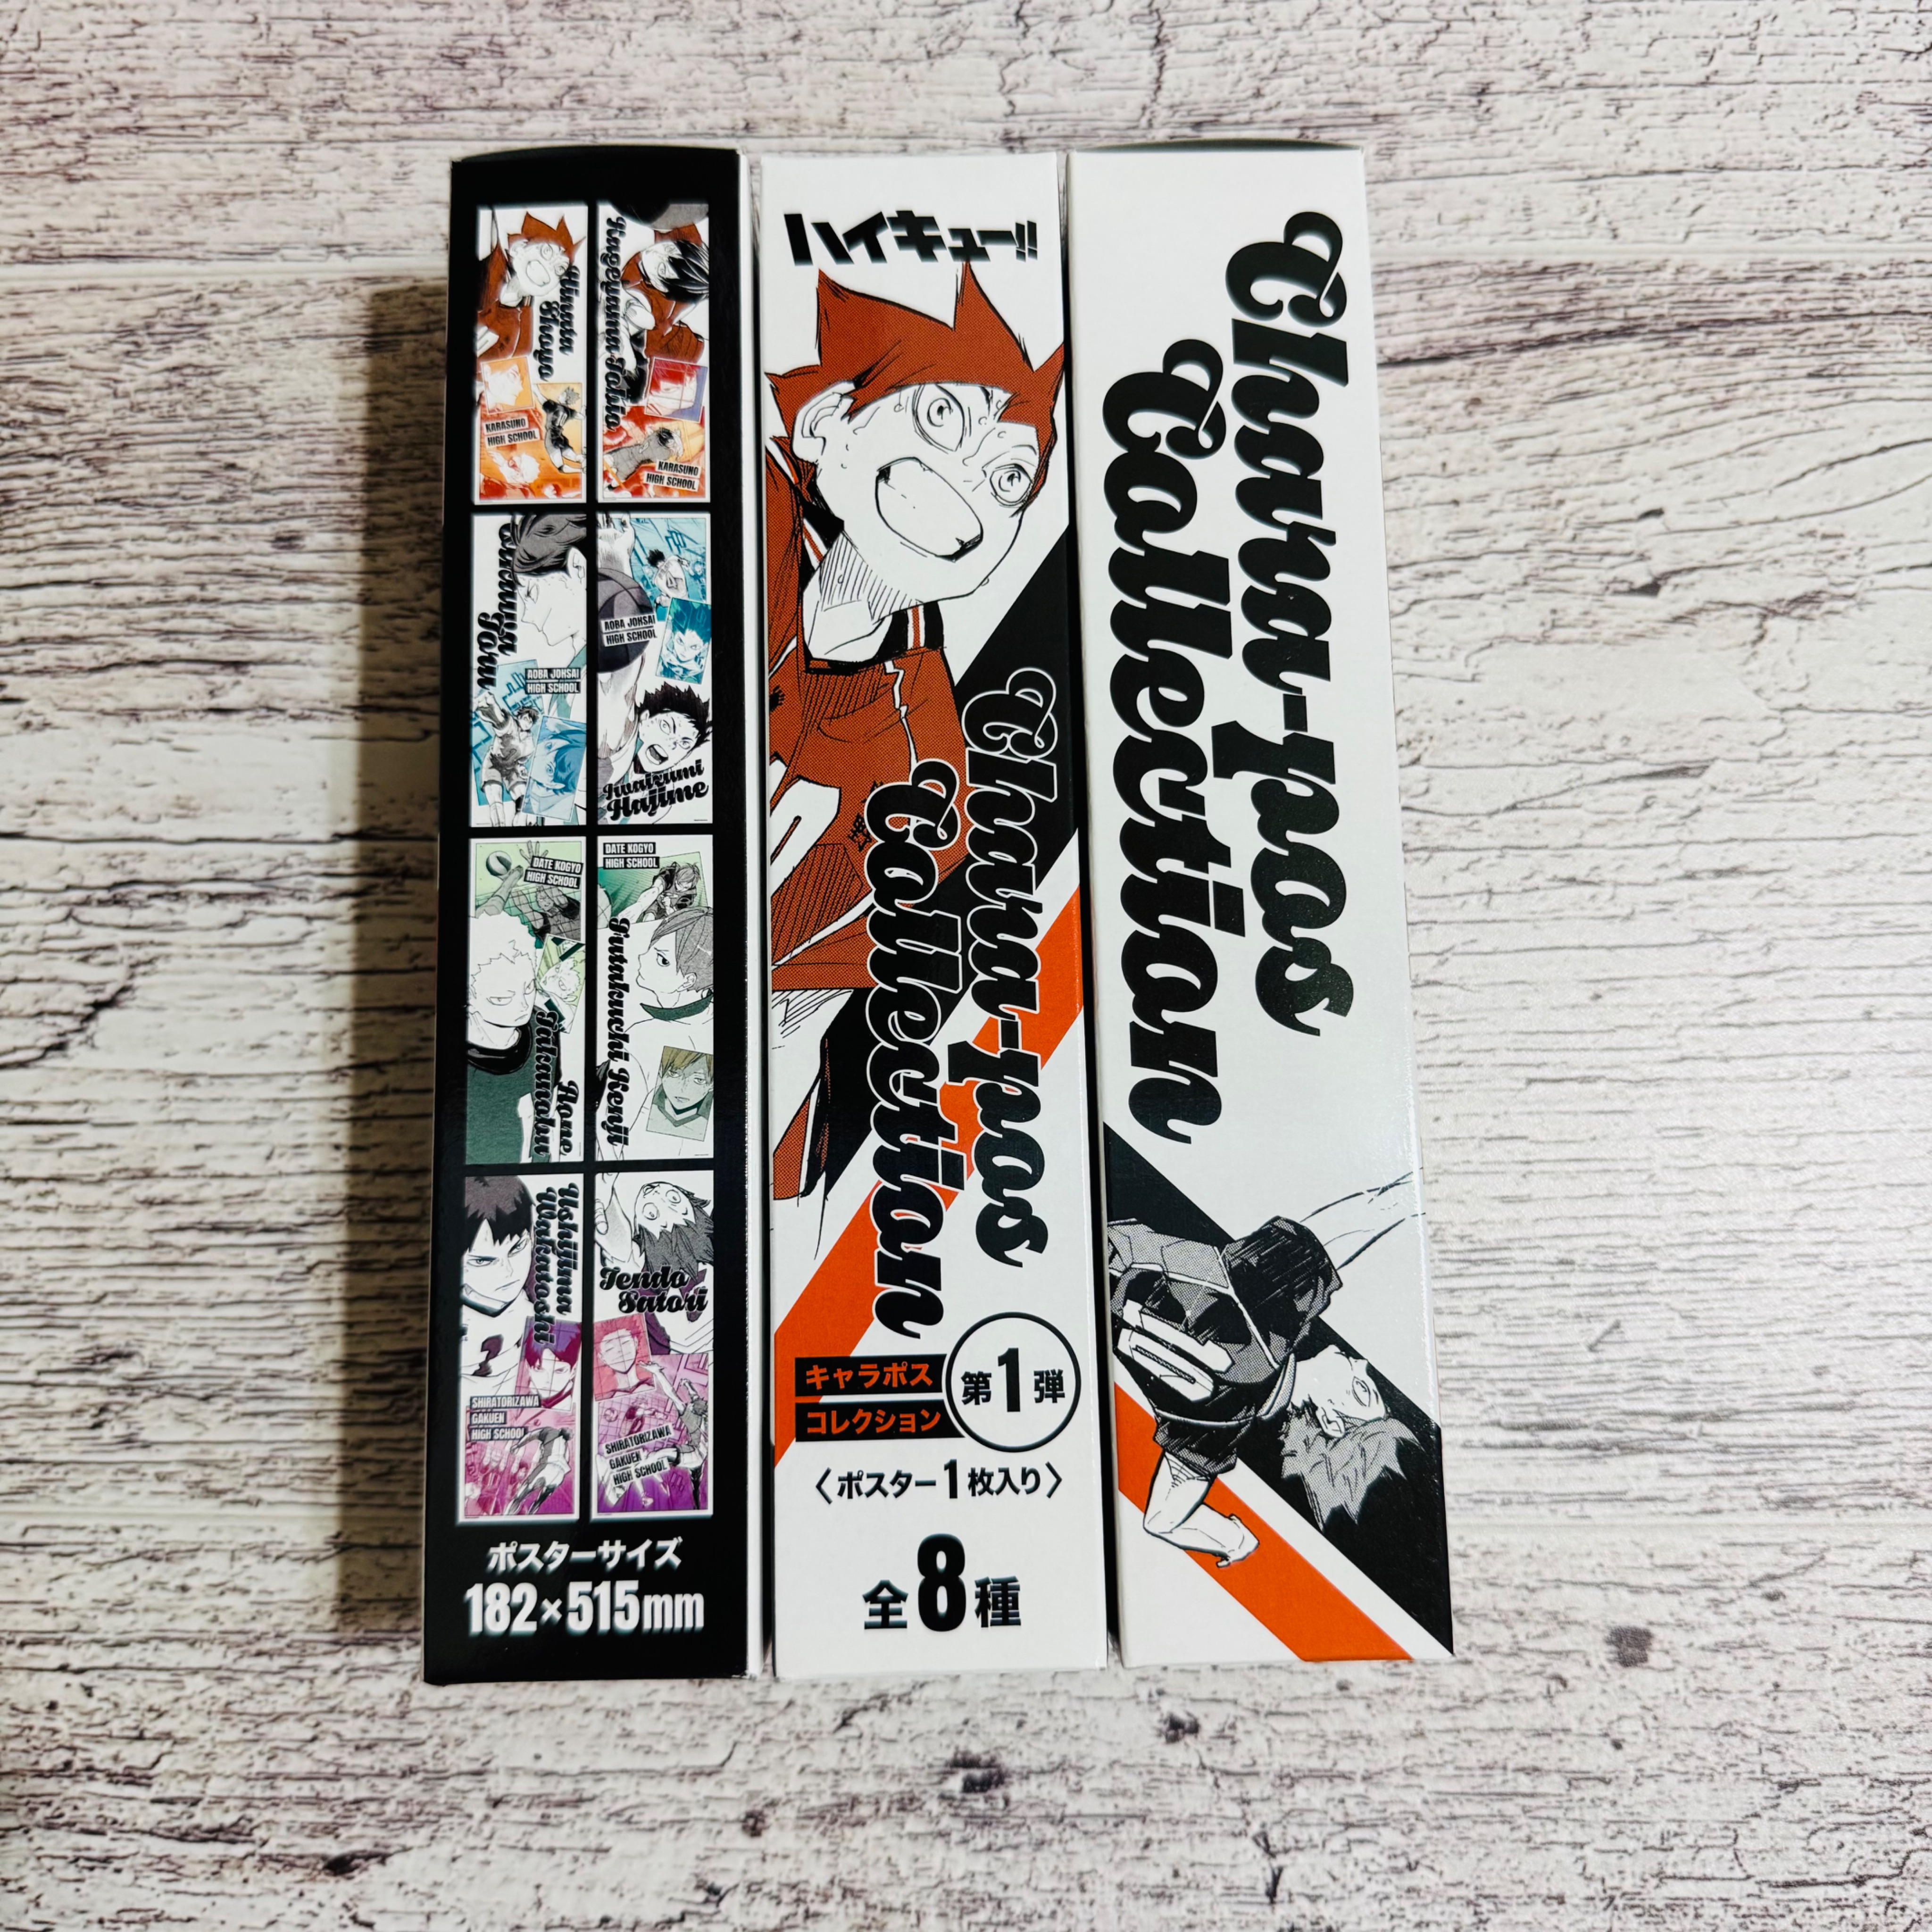 Hinata
Shoyo
KARASUNO
HIGH SCHOOL
Kageyama Tobio
KARASUNO
HIGH SCHOOL
Oikawa
Toru
AOBA JOHSAI
HIGH SCHOOL
AOBA JOHSAI
HIGH SCHOOL
Iwaizumi
Hajime
DATE KOGYO
HIGH SCHOOL
Aone
Takanobu
DATE KOGYO
HIGH SCHOOL
Futakuchi Kenji
Ushijima
Wakatoshi
SHIRATORIZAWA
GAKUEN
HIGH SCHOOL
Tendo
Satori
SHIRATORIZAWA
GAKUEN
HIGH SCHOOL
ポスターサイズ
182×515mm
ハイキュー!!
Chara-pos
Collection
キャラポス
コレクション
第1弾
〈ポスター1枚入り〉
全8種
Chara-pos
Collection
10